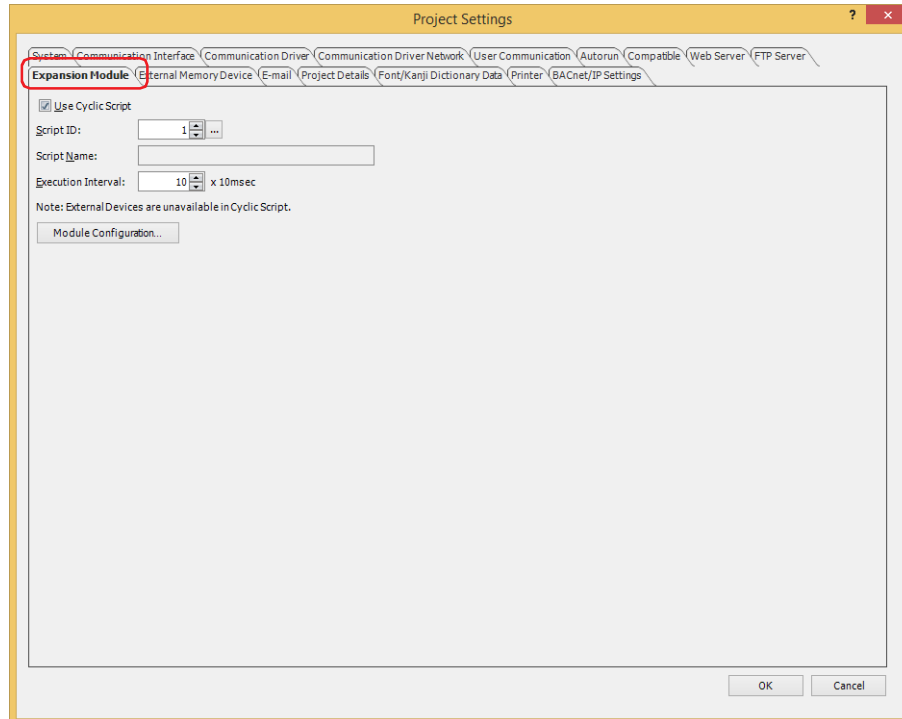 Project Settings
? ×
System Communication Interface Communication Driver Communication Driver Network User Communication Autorun Compatible Web Server FTP Server
Expansion Module External Memory Device E-mail Project Details Font/Kanji Dictionary Data Printer BACnet/IP Settings
Use Cyclic Script
Script ID: 1 ...
Script Name:
Execution Interval: 10 x 10msec
Note: External Devices are unavailable in Cyclic Script.
Module Configuration...
OK Cancel